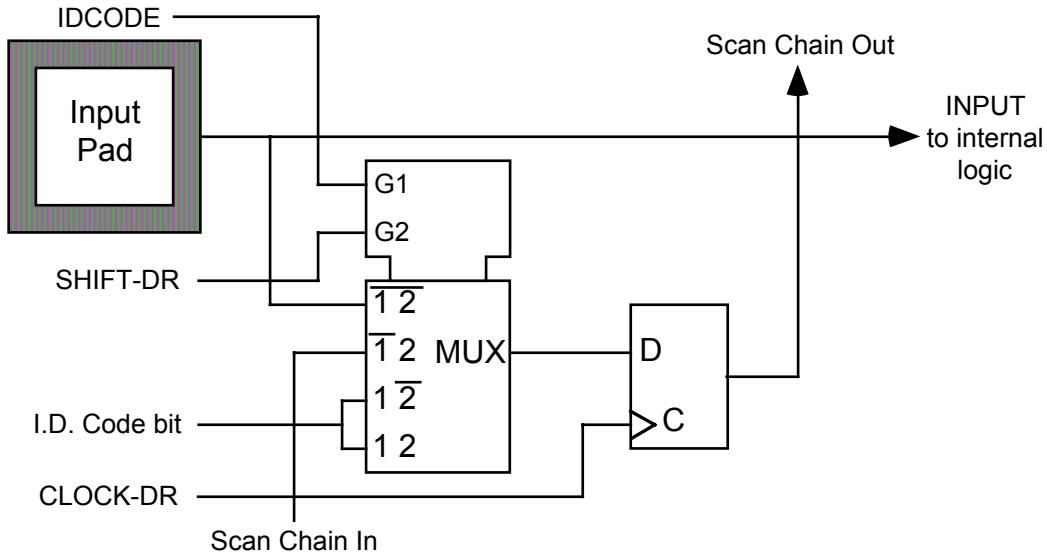 IDCODE
Scan Chain Out
Input
Pad
INPUT
to internal
logic
G1
G2
SHIFT-DR
1̅ 2̅
1̅ 2
MUX
D
1 2̅
I.D. Code bit
1 2
C
CLOCK-DR
Scan Chain In